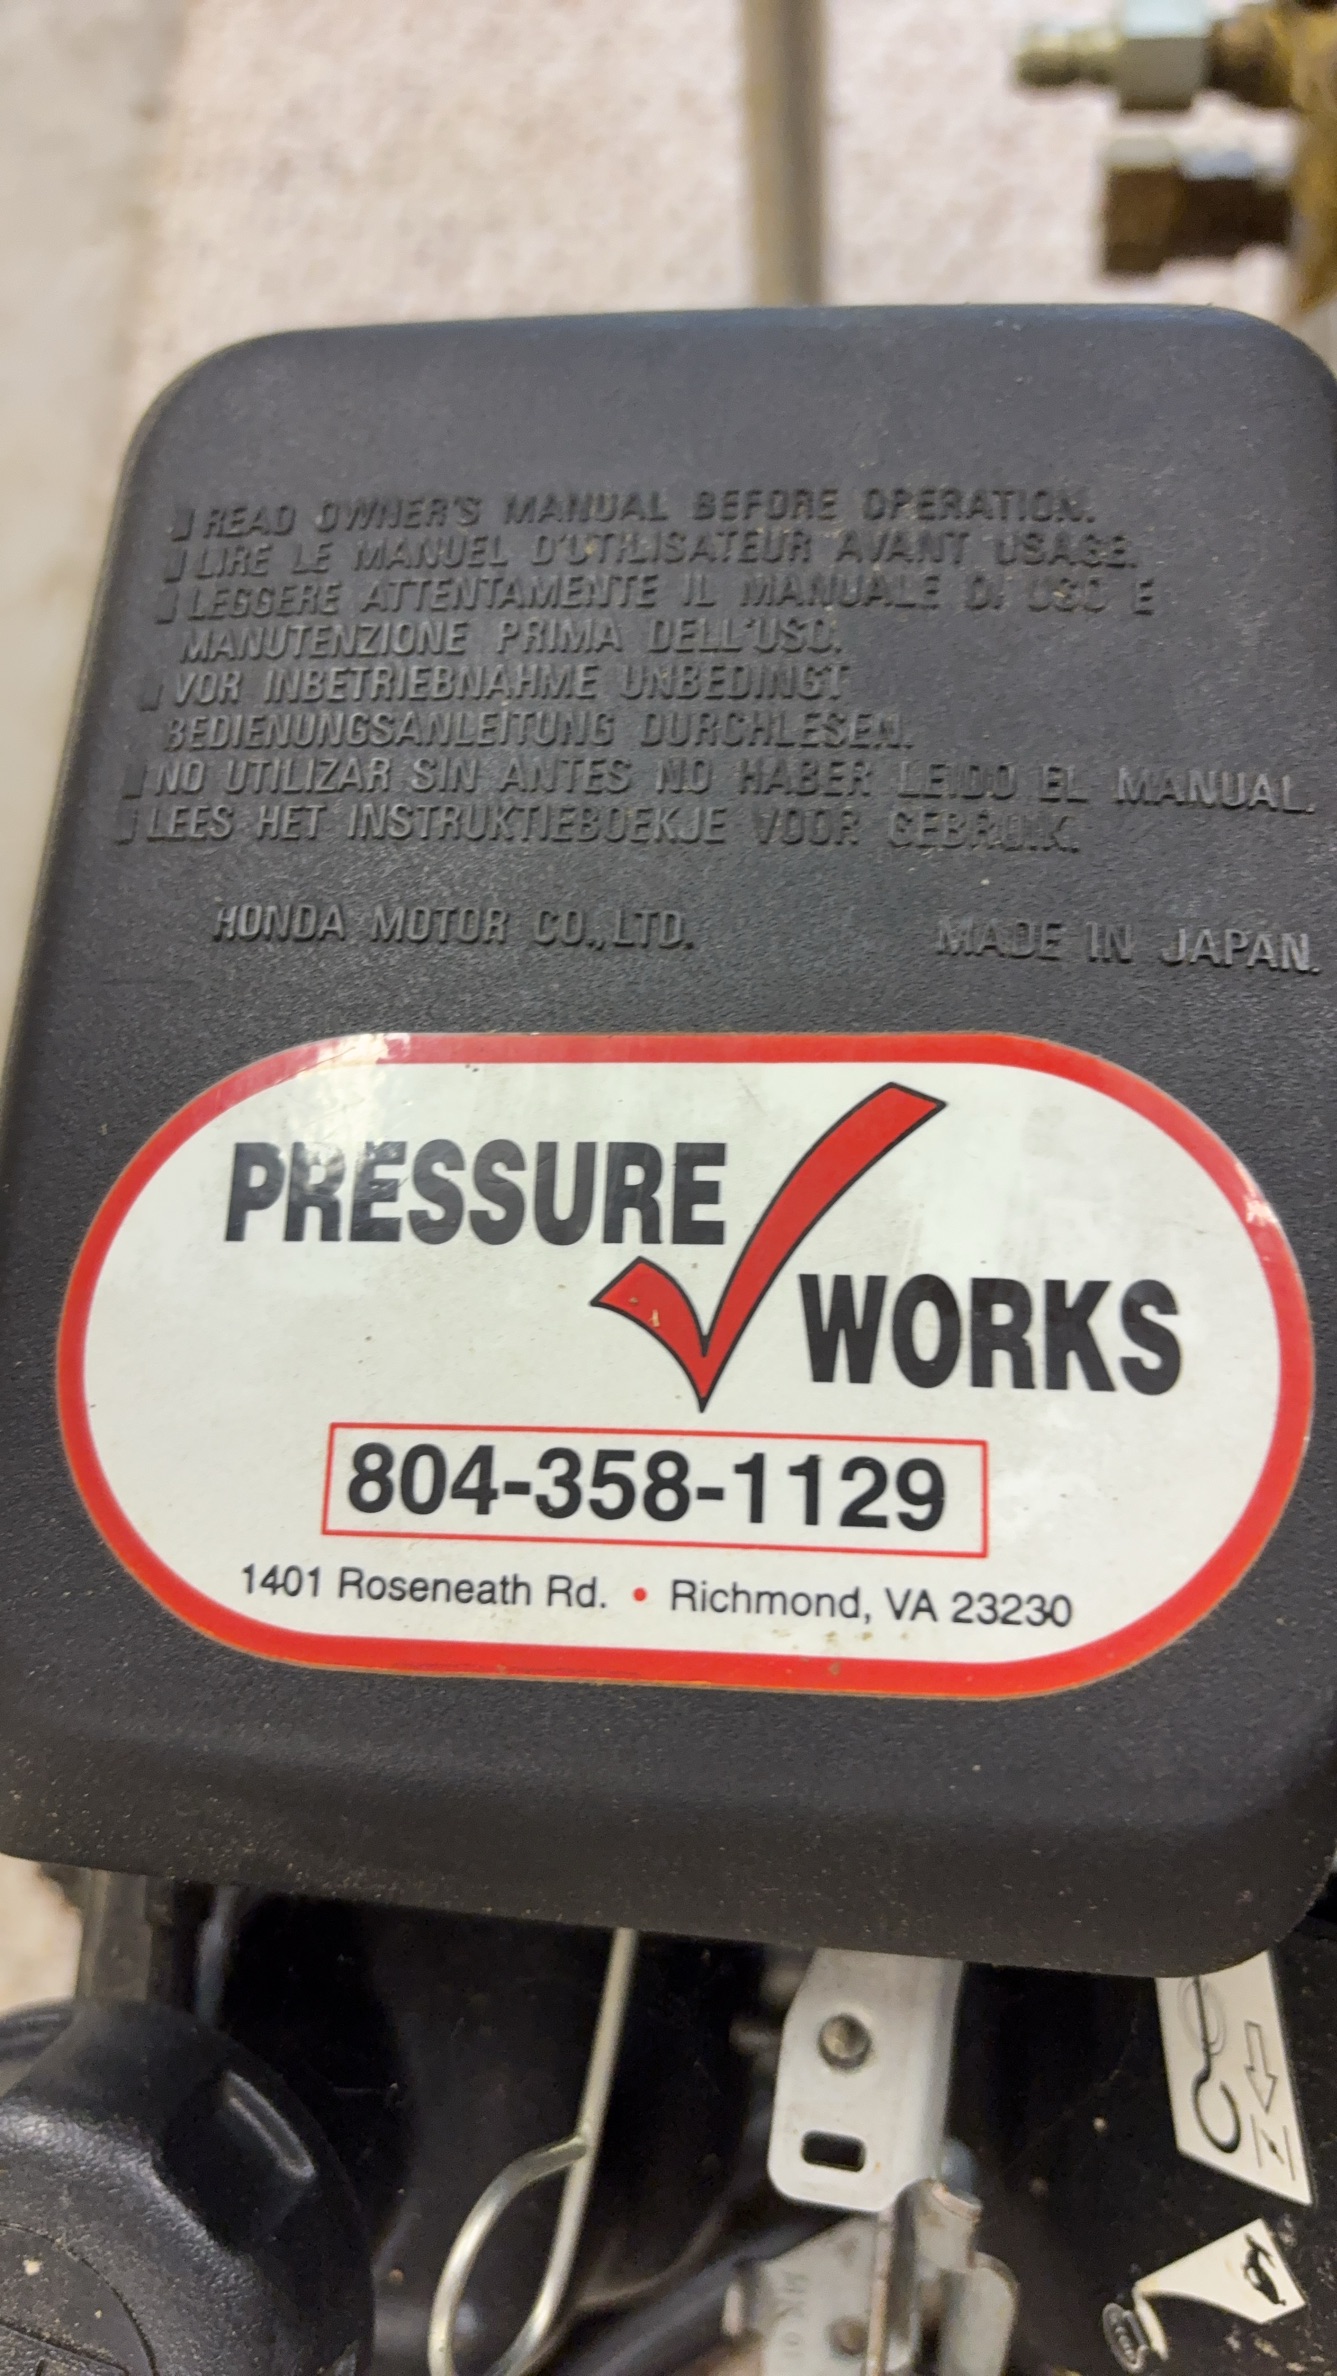 READ OWNER'S MANUAL BEFORE OPERATION.
LIRE LE MANUEL D'UTILISATEUR AVANT USAGE.
LEGGERE ATTENTAMENTE IL MANUALE DI USO E
MANUTENZIONE PRIMA DELL'USO.
VOR INBETRIEBNAHME UNBEDINGT
BEDIENUNGSANLEITUNG DURCHLESEN.
NO UTILIZAR SIN ANTES NO HABER LEIDO EL MANUAL.
LEES HET INSTRUKTIEBOEKJE VOOR GEBRUIK.
HONDA MOTOR CO.,LTD. MADE IN JAPAN.
PRESSURE
WORKS
804-358-1129
1401 Roseneath Rd. • Richmond, VA 23230